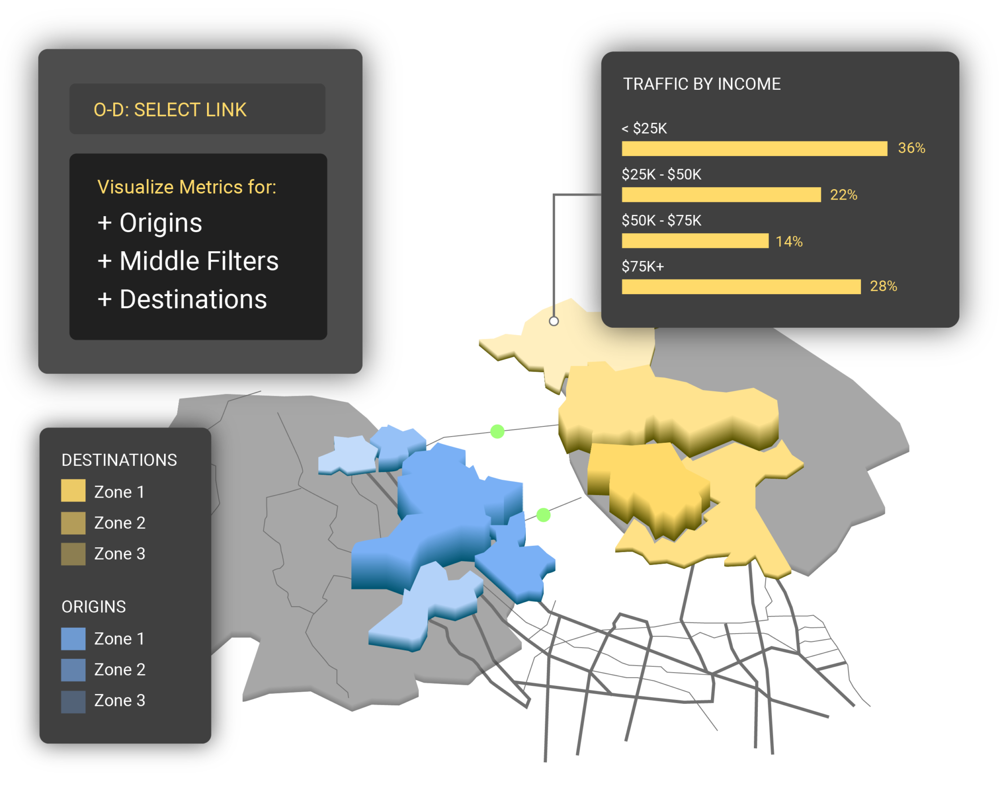 O-D: SELECT LINK
Visualize Metrics for:
+ Origins
+ Middle Filters
+ Destinations
TRAFFIC BY INCOME
< $25K
36%
$25K - $50K
22%
$50K - $75K
14%
$75K+
28%
DESTINATIONS
Zone 1
Zone 2
Zone 3
ORIGINS
Zone 1
Zone 2
Zone 3